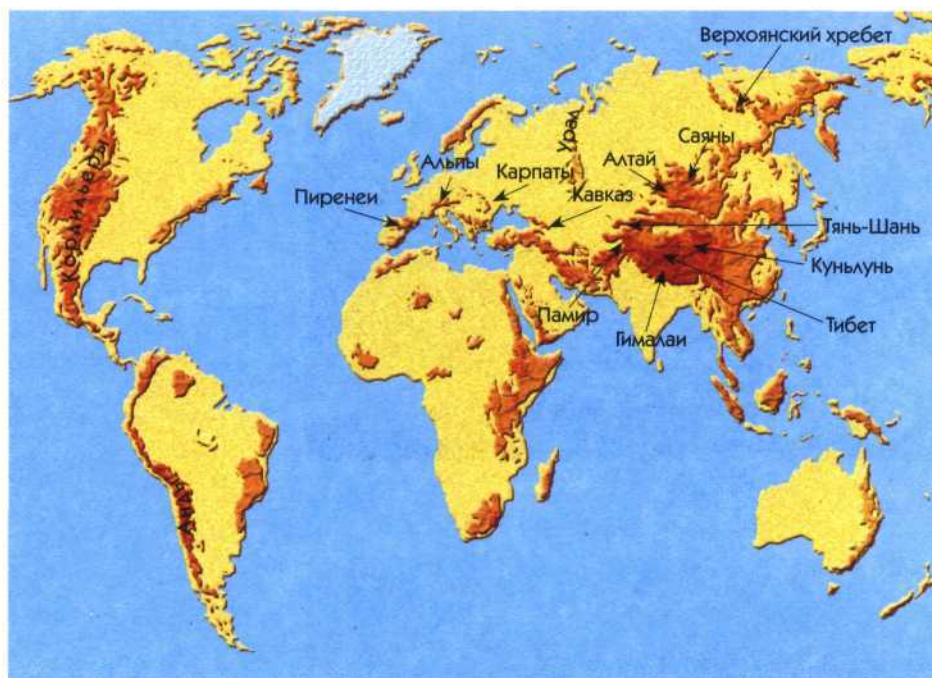 Верхоянский хребет
Урал
Саяны
Альпы
Алтай
Карпаты
Пиренеи
Кавказ
Кордильеры
Тянь-Шань
Куньлунь
Памир
Тибет
Гималаи
Анды